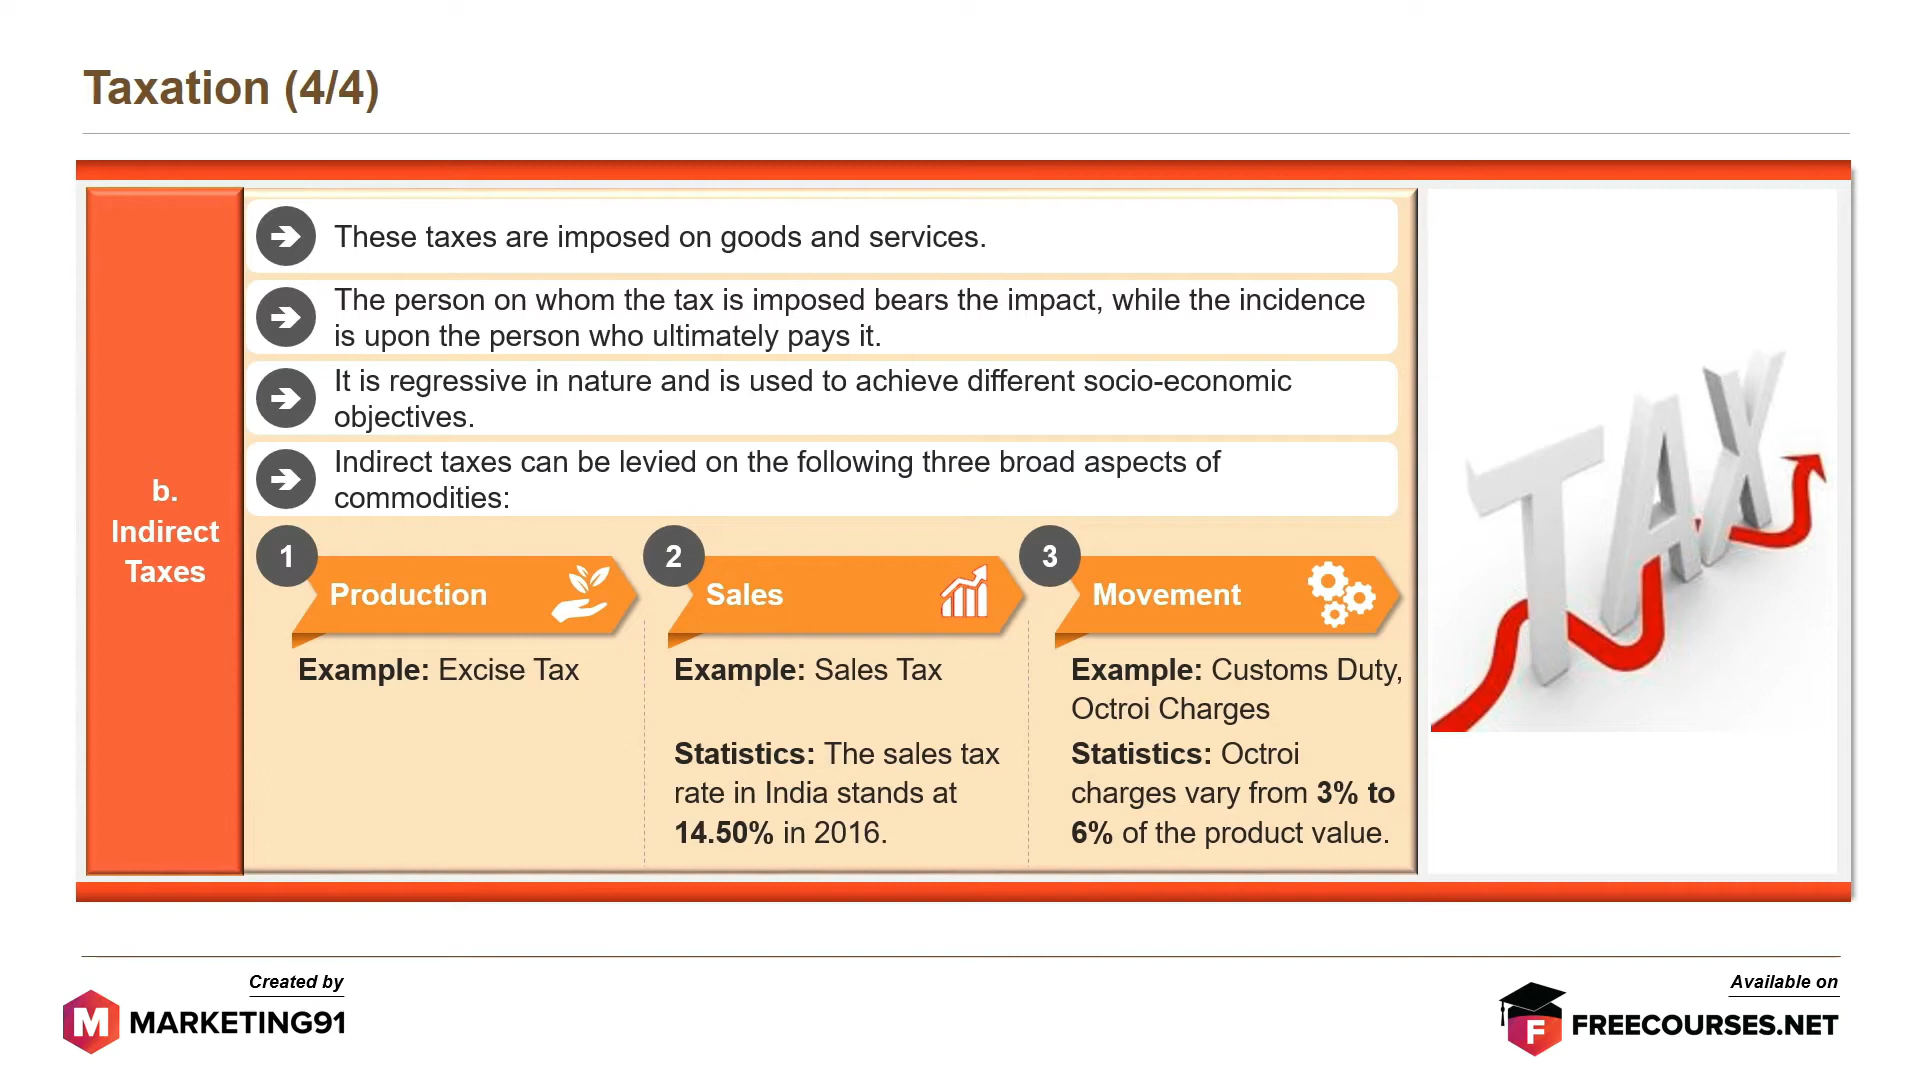 Taxation (4/4)
These taxes are imposed on goods and services.
The person on whom the tax is imposed bears the impact, while the incidence
is upon the person who ultimately pays it.
It is regressive in nature and is used to achieve different socio-economic
objectives.
Indirect taxes can be levied on the following three broad aspects of
commodities:
b.
Indirect
Taxes
1
Production
Example: Excise Tax
2
Sales
Example: Sales Tax
Statistics: The sales tax
rate in India stands at
14.50% in 2016.
3
Movement
Example: Customs Duty,
Octroi Charges
Statistics: Octroi
charges vary from 3% to
6% of the product value.
TAX
Created by
M MARKETING91
Available on
F FREECOURSES.NET